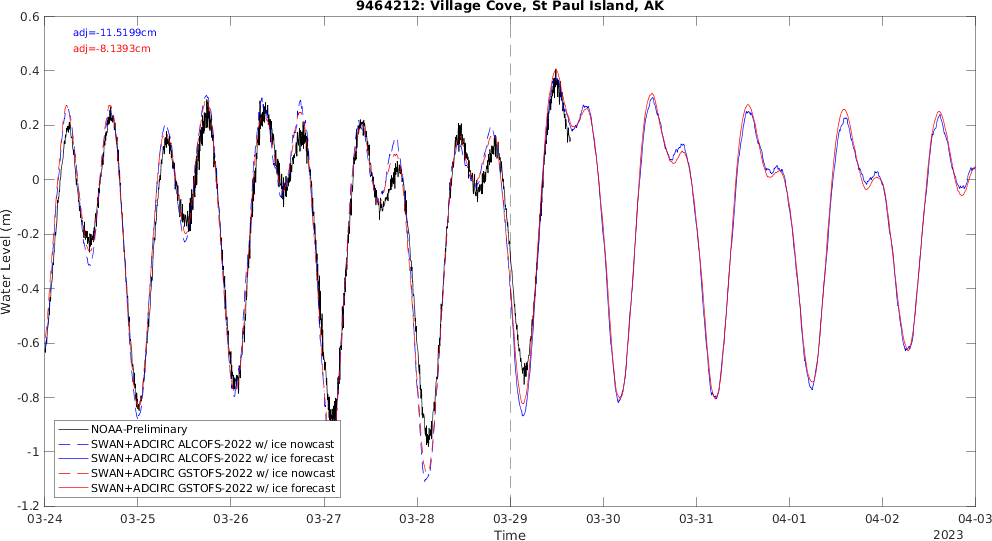 9464212: Village Cove, St Paul Island, AK
adj=-11.5199cm
adj=-8.1393cm
Water Level (m)
0.6
0.4
0.2
0
-0.2
-0.4
-0.6
-0.8
-1
-1.2
NOAA-Preliminary
SWAN+ADCIRC ALCOFS-2022 w/ ice nowcast
SWAN+ADCIRC ALCOFS-2022 w/ ice forecast
SWAN+ADCIRC GSTOFS-2022 w/ ice nowcast
SWAN+ADCIRC GSTOFS-2022 w/ ice forecast
03-24 03-25 03-26 03-27 03-28 03-29 03-30 03-31 04-01 04-02 04-03
Time
2023